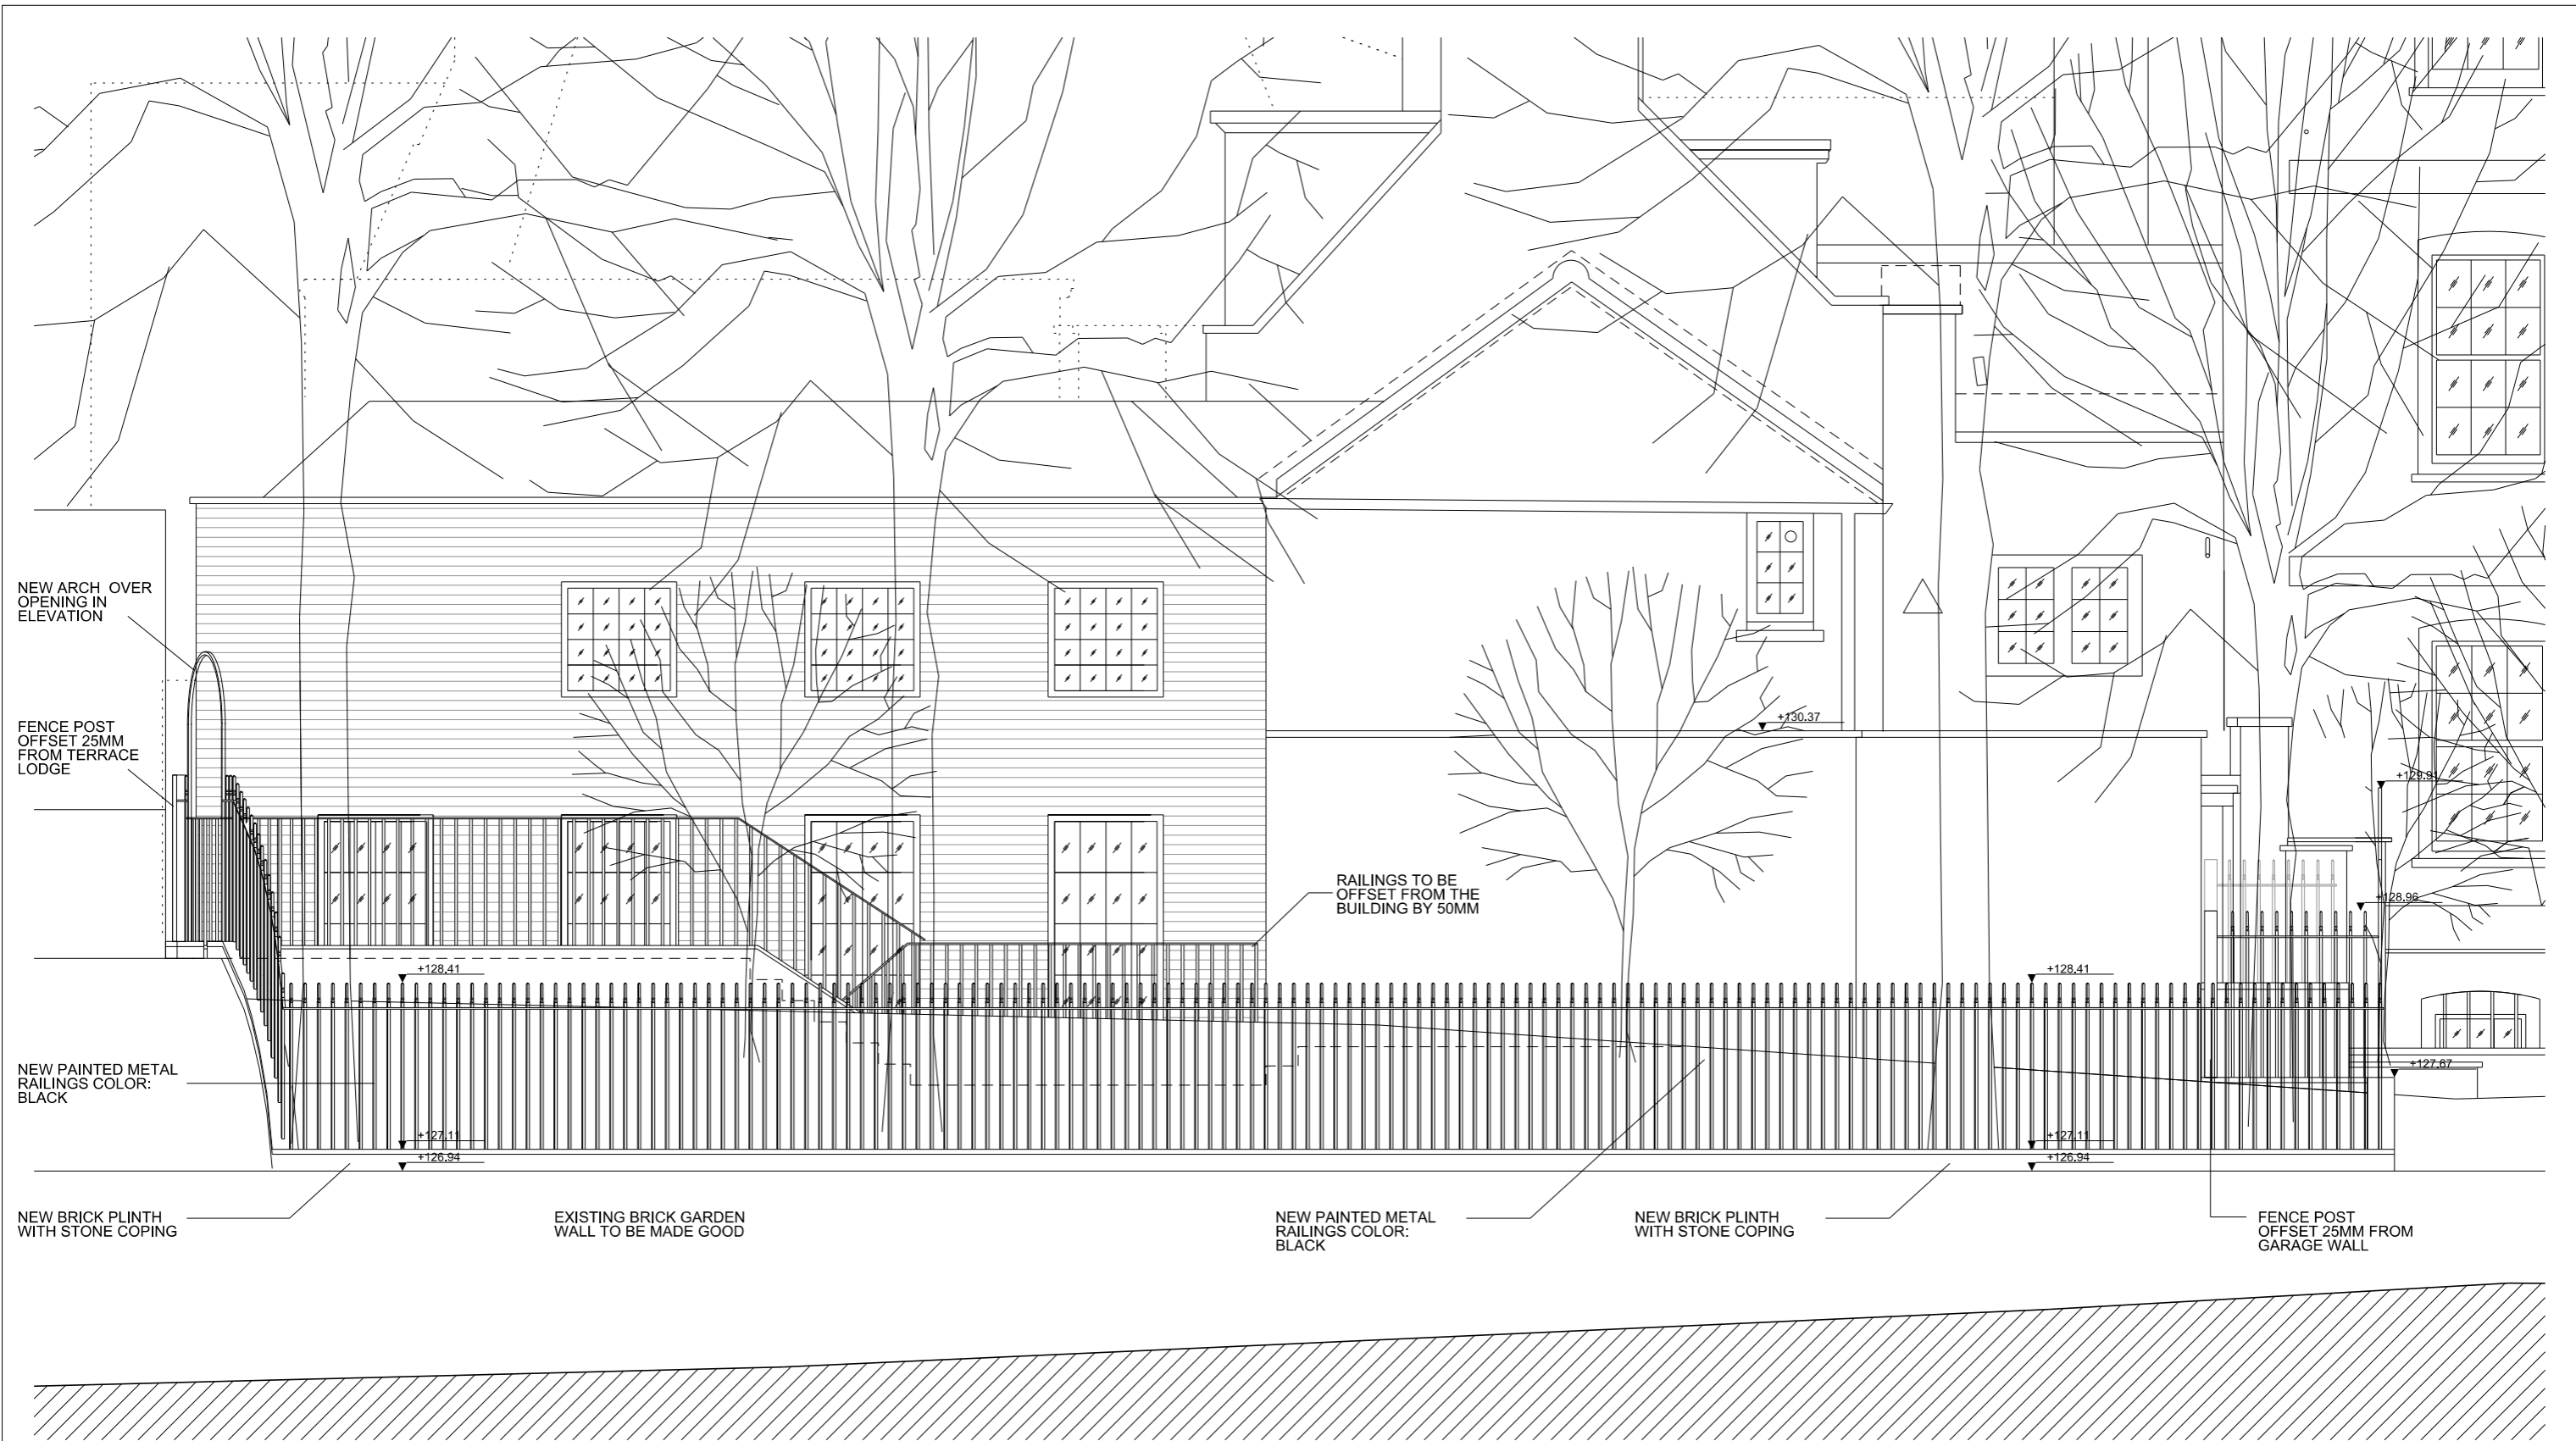 NEW ARCH OVER
OPENING IN
ELEVATION
FENCE POST
OFFSET 25MM
FROM TERRACE
LODGE
+130.37
+129.91
RAILINGS TO BE
OFFSET FROM THE
BUILDING BY 50MM
+128.96
+128.41
+128.41
NEW PAINTED METAL
RAILINGS COLOR:
BLACK
+127.67
+127.11
+126.94
+127.11
+126.94
NEW BRICK PLINTH
WITH STONE COPING
EXISTING BRICK GARDEN
WALL TO BE MADE GOOD
NEW PAINTED METAL
RAILINGS COLOR:
BLACK
NEW BRICK PLINTH
WITH STONE COPING
FENCE POST
OFFSET 25MM FROM
GARAGE WALL